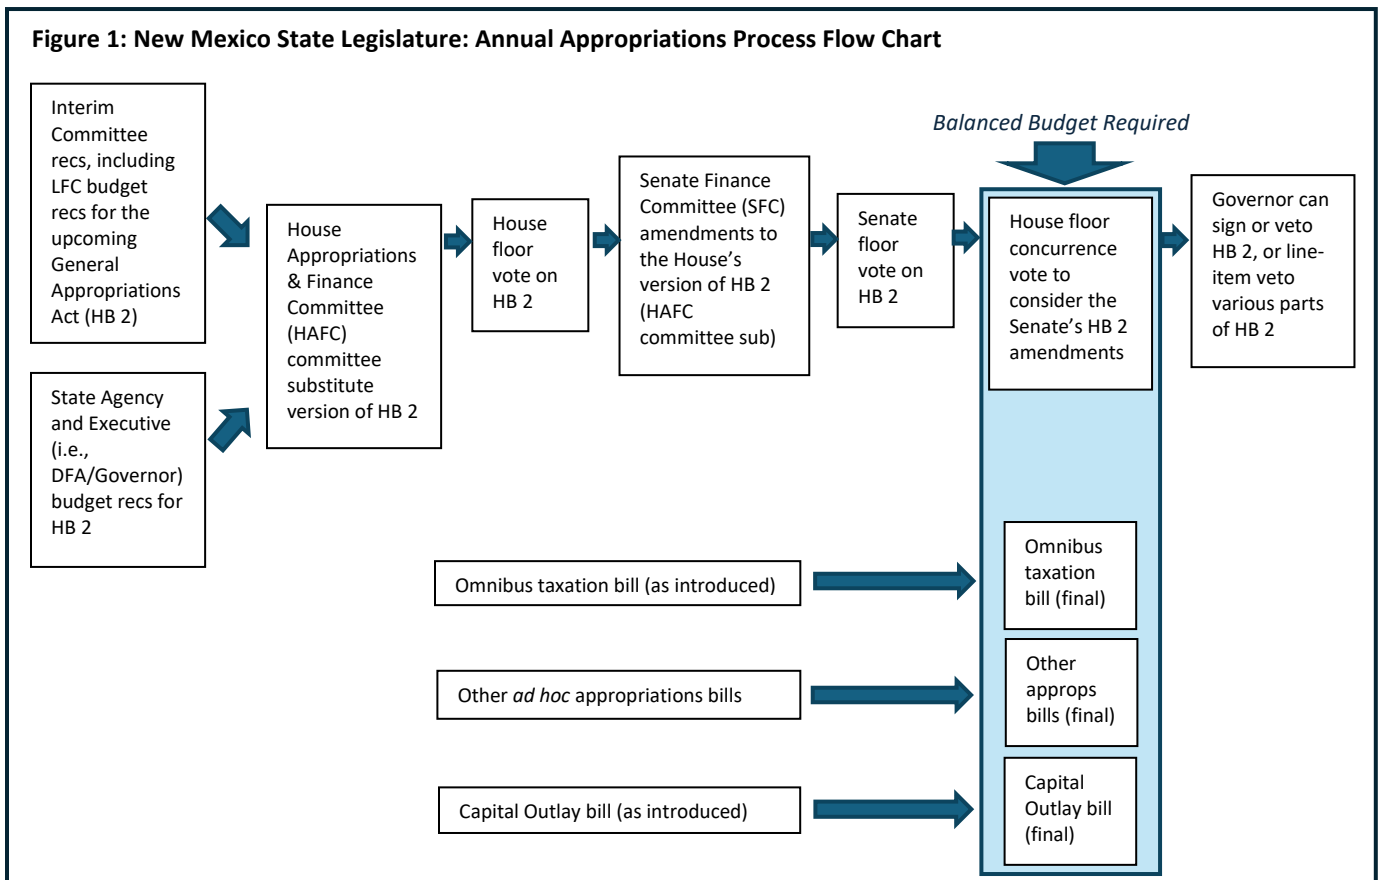 Figure 1: New Mexico State Legislature: Annual Appropriations Process Flow Chart
Interim
Committee
recs, including
LFC budget
recs for the
upcoming
General
Appropriations
Act (HB 2)
State Agency
and Executive
(i.e.,
DFA/Governor)
budget recs for
HB 2
House
Appropriations
& Finance
Committee
(HAFC)
committee
substitute
version of HB 2
House
floor
vote on
HB 2
Senate Finance
Committee (SFC)
amendments to
the House’s
version of HB 2
(HAFC
committee sub)
Senate
floor
vote on
HB 2
Balanced Budget Required
House floor
concurrence
vote to
consider the
Senate’s HB 2
amendments
Governor can
sign or veto
HB 2, or line-
item veto
various parts
of HB 2
Omnibus taxation bill (as introduced)
Omnibus
taxation
bill (final)
Other ad hoc appropriations bills
Other
approps
bills (final)
Capital Outlay bill (as introduced)
Capital
Outlay bill
(final)